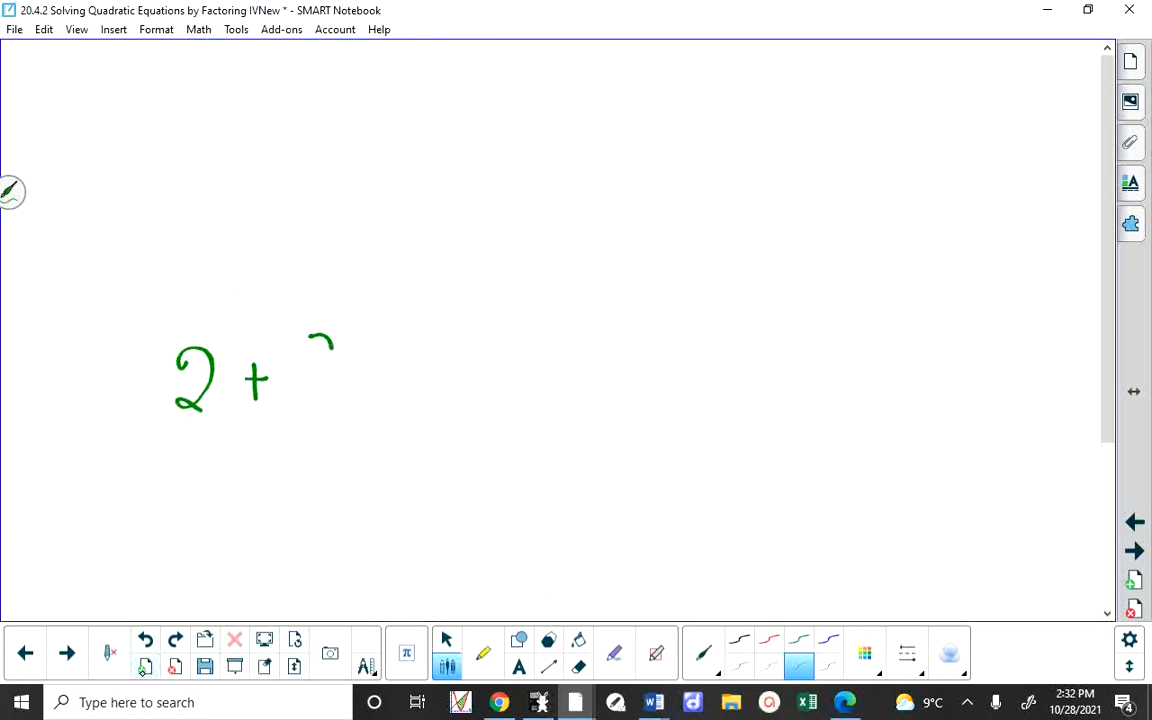 20.4.2 Solving Quadratic Equations by Factoring IVNew * - SMART Notebook
File Edit View Insert Format Math Tools Add-ons Account Help
2 +
π
A
Type here to search
9°C
2:32 PM
10/28/2021
4